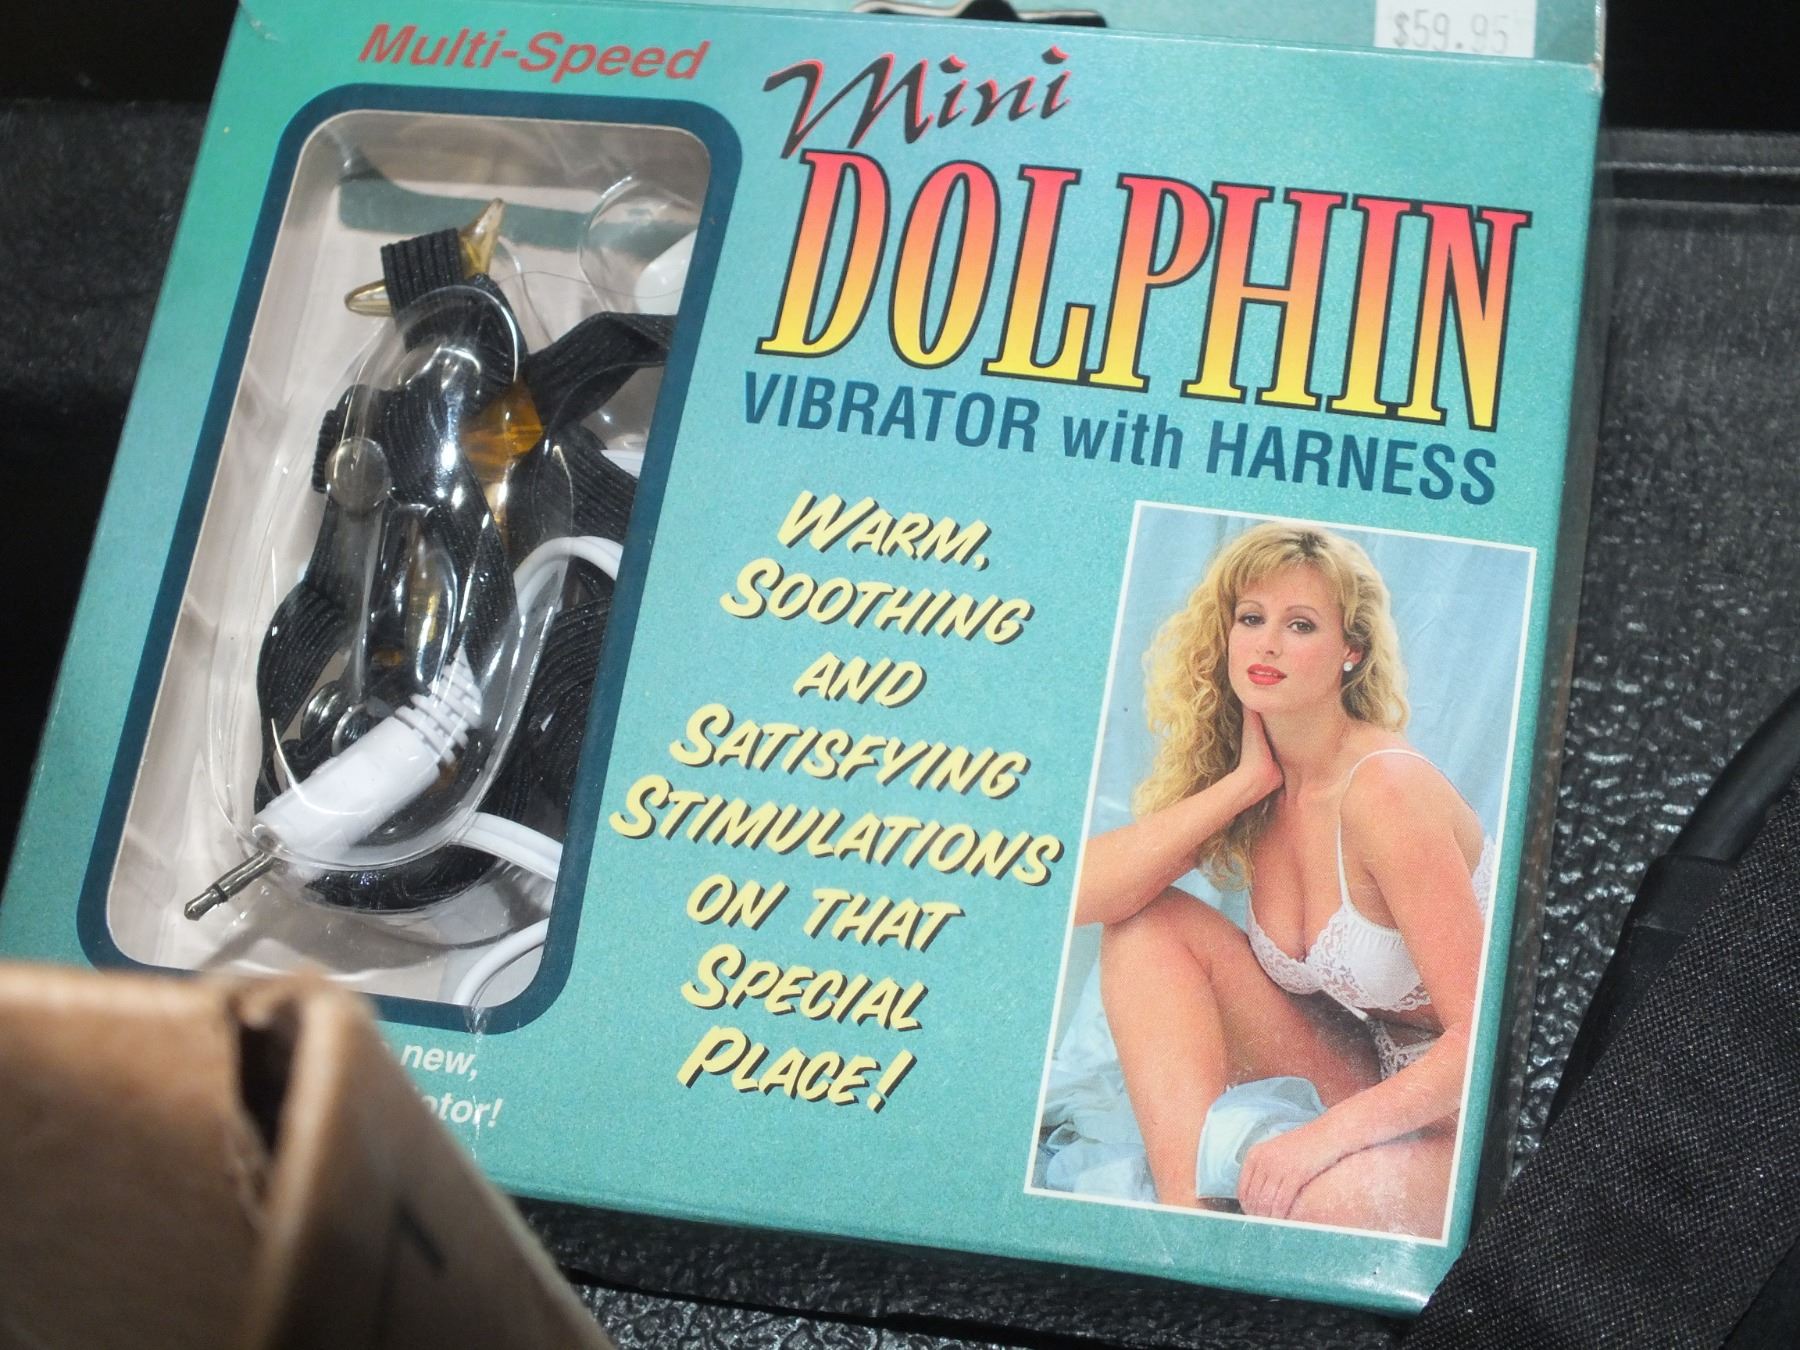 $59.95
Multi-Speed
Mini
DOLPHIN
VIBRATOR with HARNESS
WARM,
SOOTHING
AND
SATISFYING
STIMULATIONS
ON THAT
SPECIAL
PLACE!
new,